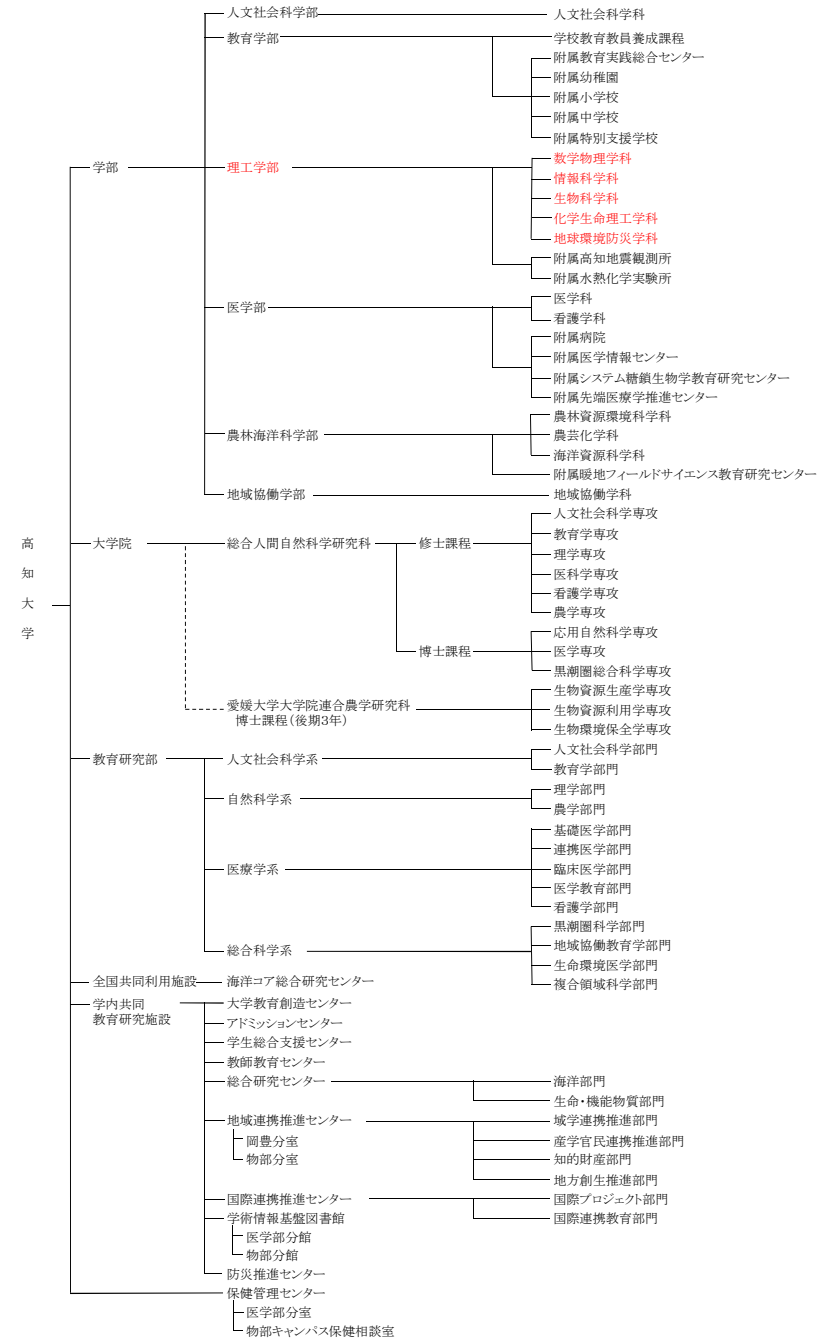 人文社会科学部
人文社会科学科
教育学部
学校教育教員養成課程
附属教育実践総合センター
附属幼稚園
附属小学校
附属中学校
附属特別支援学校
学部
理工学部
数学物理学科
情報科学科
生物科学科
化学生命理工学科
地球環境防災学科
附属高知地震観測所
附属水熱化学実験所
医学部
医学科
看護学科
附属病院
附属医学情報センター
附属システム糖鎖生物学教育研究センター
附属先端医療学推進センター
農林海洋科学部
農林資源環境科学科
農芸化学科
海洋資源科学科
附属暖地フィールドサイエンス教育研究センター
地域協働学部
地域協働学科
高
知
大
学
大学院
総合人間自然科学研究科
修士課程
人文社会科学専攻
教育学専攻
理学専攻
医科学専攻
看護学専攻
農学専攻
博士課程
応用自然科学専攻
医学専攻
黒潮圏総合科学専攻
愛媛大学大学院連合農学研究科
博士課程(後期3年)
生物資源生産学専攻
生物資源利用学専攻
生物環境保全学専攻
教育研究部
人文社会科学系
人文社会科学部門
教育学部門
自然科学系
理学部門
農学部門
医療学系
基礎医学部門
連携医学部門
臨床医学部門
医学教育部門
看護学部門
総合科学系
黒潮圏科学部門
地域協働教育学部門
生命環境医学部門
複合領域科学部門
全国共同利用施設
海洋コア総合研究センター
学内共同
教育研究施設
大学教育創造センター
アドミッションセンター
学生総合支援センター
教師教育センター
総合研究センター
海洋部門
生命・機能物質部門
地域連携推進センター
岡豊分室
物部分室
域学連携推進部門
産学官民連携推進部門
知的財産部門
地方創生推進部門
国際連携推進センター
国際プロジェクト部門
国際連携教育部門
学術情報基盤図書館
医学部分館
物部分館
防災推進センター
保健管理センター
医学部分室
物部キャンパス保健相談室